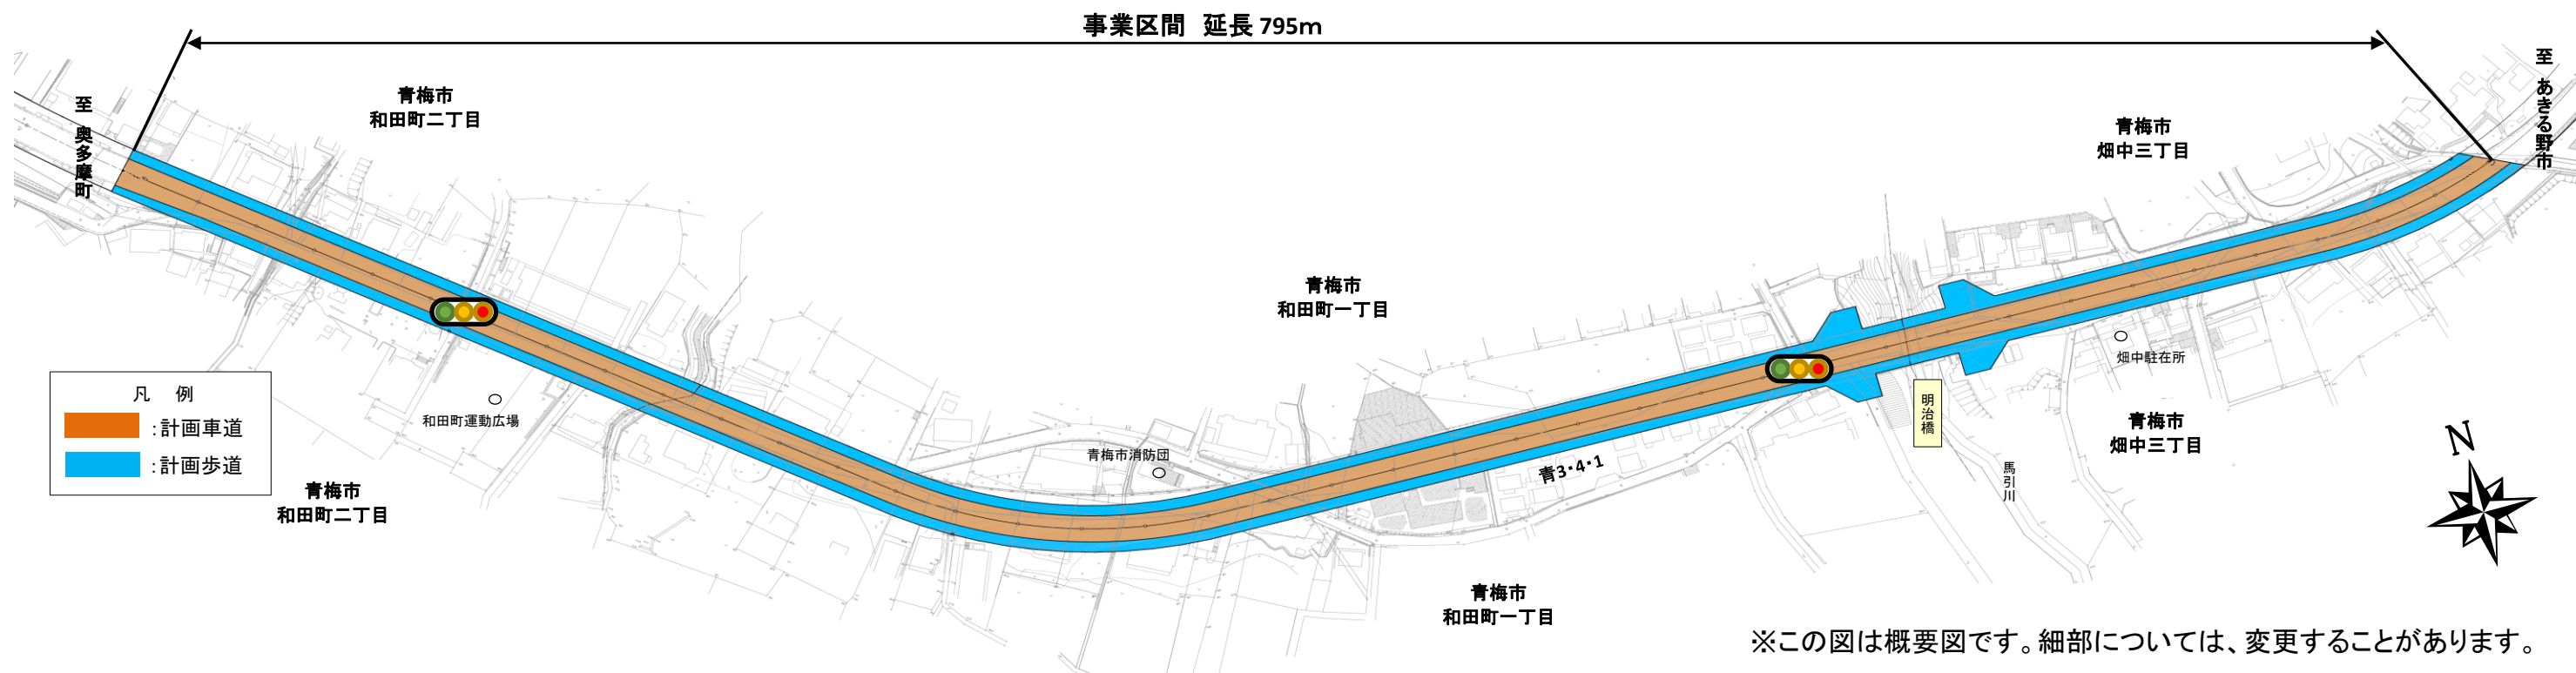 事業区間 延長 795m
至 奥多摩町
青梅市
和田町二丁目
青梅市
畑中三丁目
至 あきる野市
青梅市
和田町一丁目
凡 例
:計画車道
:計画歩道
和田町運動広場
青梅市
和田町二丁目
青梅市消防団
青3・4・1
明治橋
畑中駐在所
馬引川
青梅市
畑中三丁目
N
青梅市
和田町一丁目
※この図は概要図です。細部については、変更することがあります。